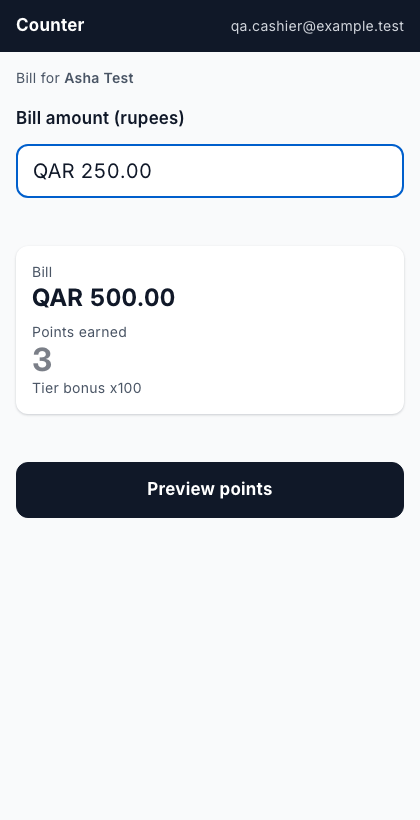 Counter
qa.cashier@example.test
Bill for Asha Test
Bill amount (rupees)
QAR 250.00
Bill
QAR 500.00
Points earned
3
Tier bonus x100
Preview points